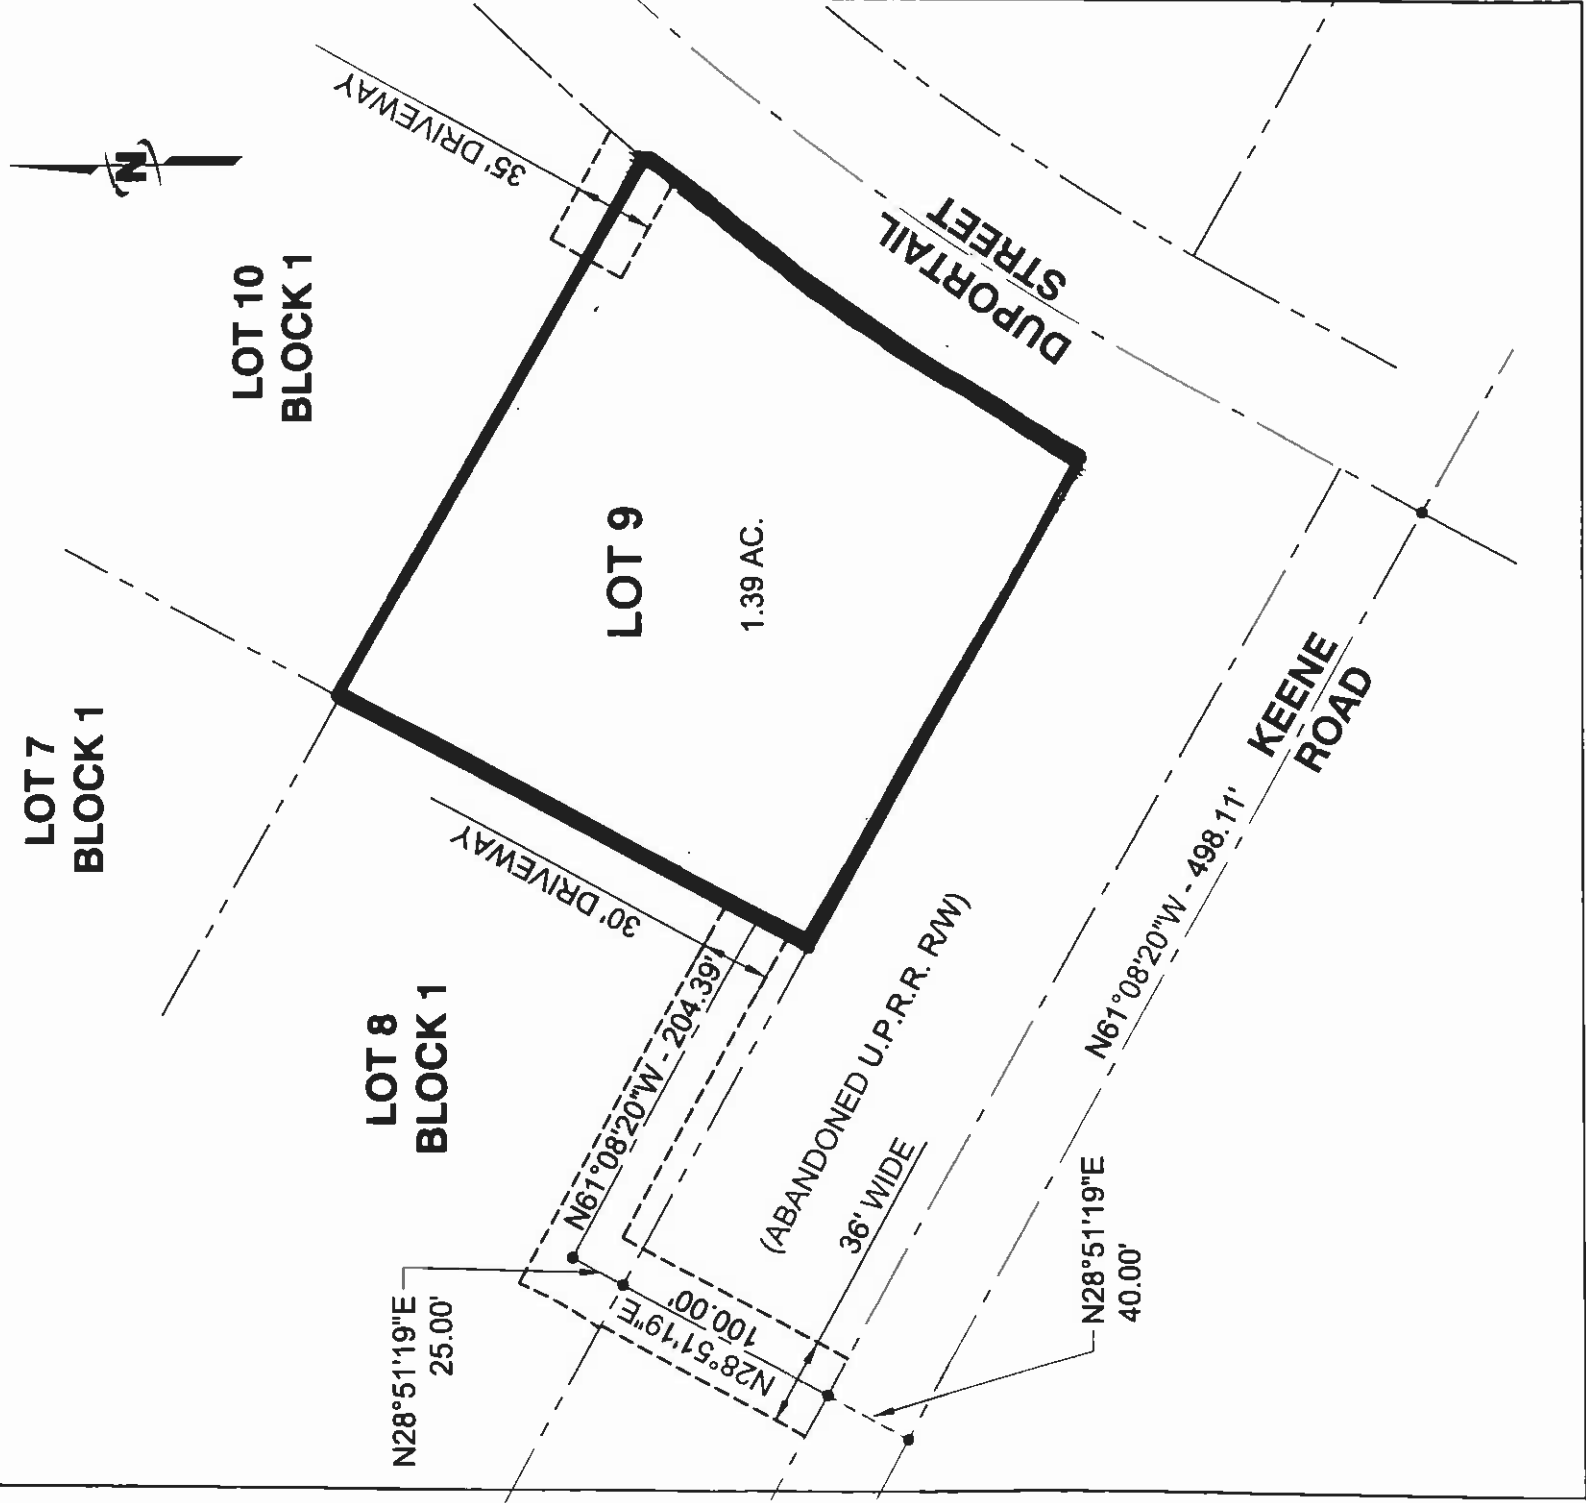 LOT 7
BLOCK 1
LOT 10
BLOCK 1
N
35' DRIVEWAY
LOT 9
1.39 AC.
DUPORTAIL
STREET
30' DRIVEWAY
LOT 8
BLOCK 1
N61°08'20"W - 204.39'
N28°51'19"E
25.00'
N28°51'19"E
100.00'
(ABANDONED U.P.R.R. R/W)
36' WIDE
N28°51'19"E
40.00'
N61°08'20"W - 498.11'
KEENE
ROAD